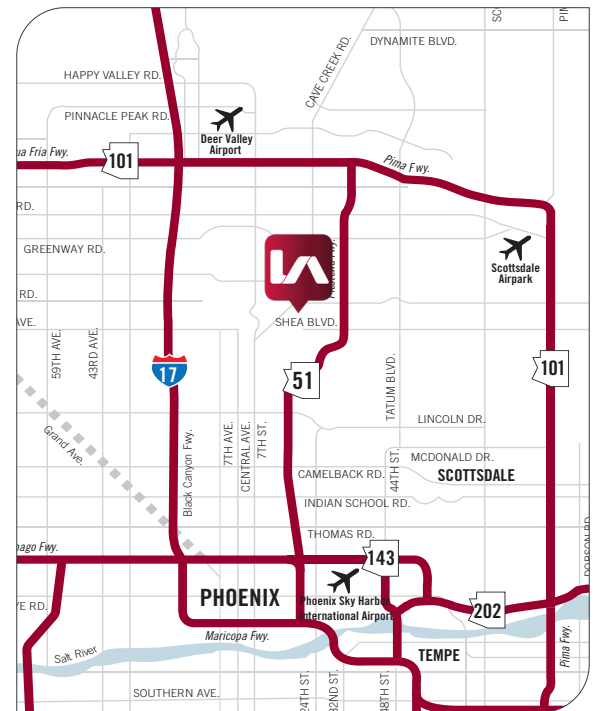 DYNAMITE BLVD.
CAVE CREEK RD.
HAPPY VALLEY RD.
PINNACLE PEAK RD.
Deer Valley
Airport
ua Fria Fwy.
101
Pima Fwy.
RD.
GREENWAY RD.
LA
Scottsdale
Airpark
RD.
AVE.
SHEA BLVD.
59TH AVE.
43RD AVE.
17
51
TATUM BLVD.
101
LINCOLN DR.
Grand Ave.
Black Canyon Fwy.
7TH AVE.
CENTRAL AVE.
7TH ST.
44TH ST.
MCDONALD DR.
CAMELBACK RD.
SCOTTSDALE
INDIAN SCHOOL RD.
THOMAS RD.
pago Fwy.
143
DOBSON RD
PHOENIX
Phoenix Sky Harbor
International Airport
202
YE RD.
Maricopa Fwy.
Salt River
TEMPE
Pima Fwy.
SOUTHERN AVE.
24TH ST.
32ND ST.
48TH ST.